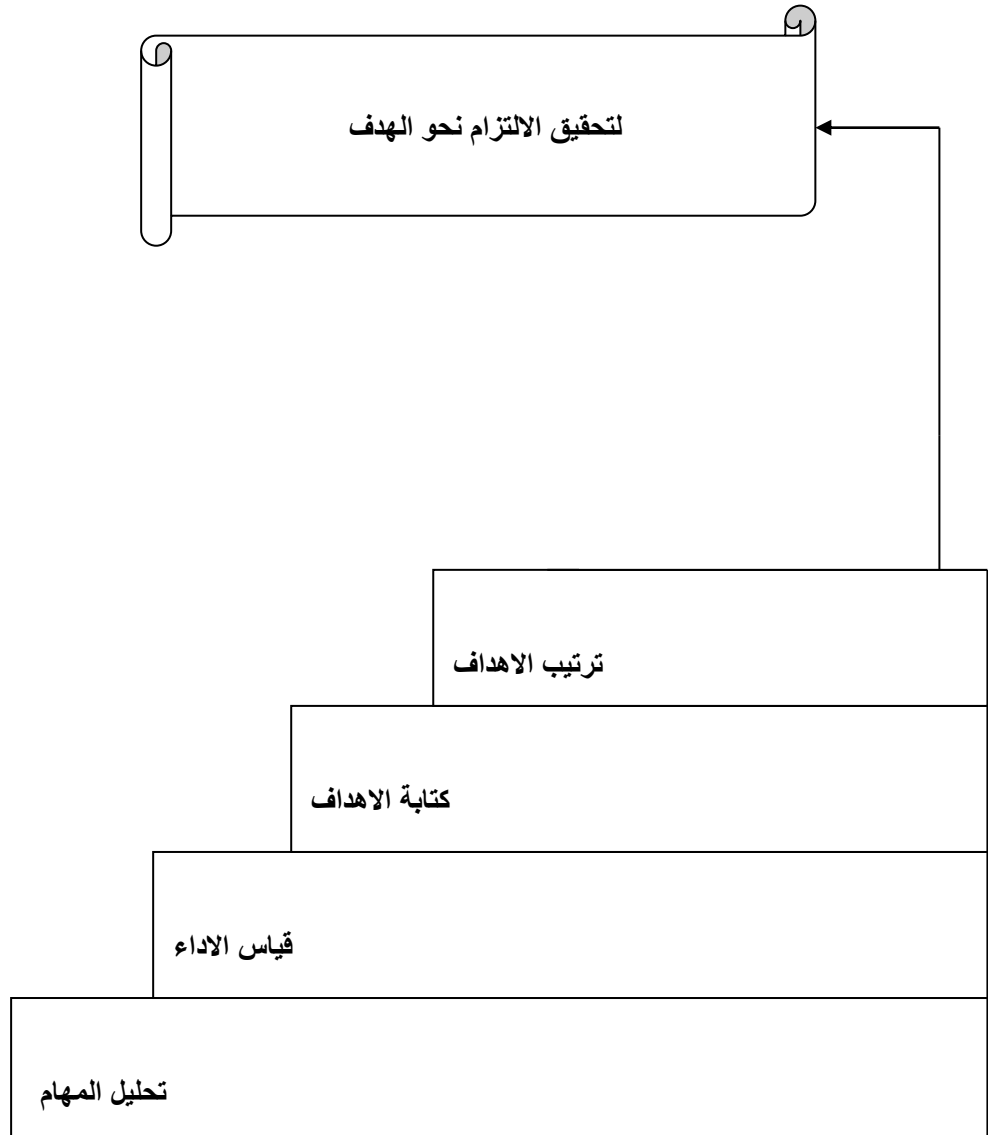 لتحقيق الالتزام نحو الهدف
ترتيب الاهداف
كتابة الاهداف
قياس الاداء
تحليل المهام